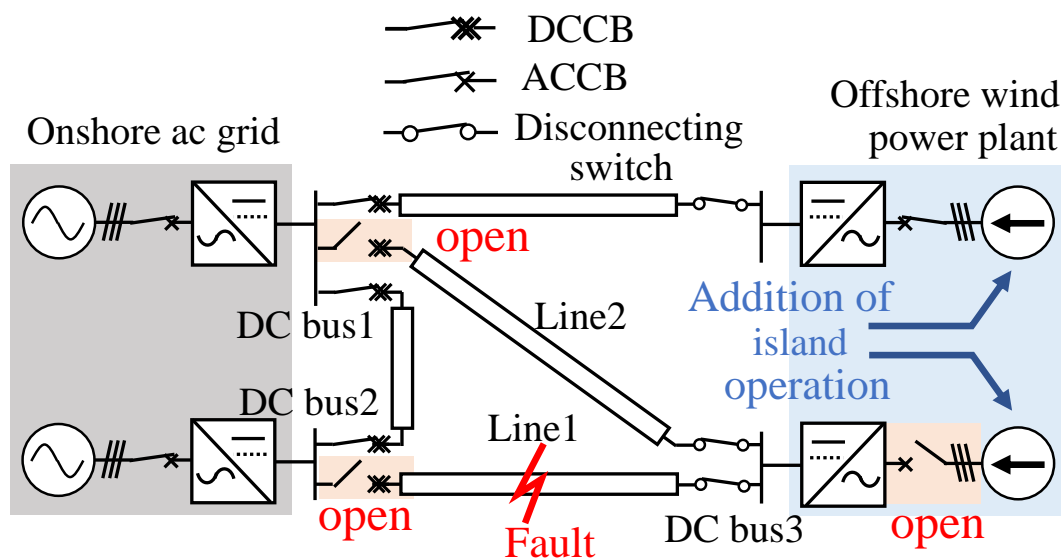 DCCB
ACCB
Disconnecting
switch
Onshore ac grid
Offshore wind
power plant
open
Line2
DC bus1
Addition of
island
operation
DC bus2
Line1
open
Fault
DC bus3
open